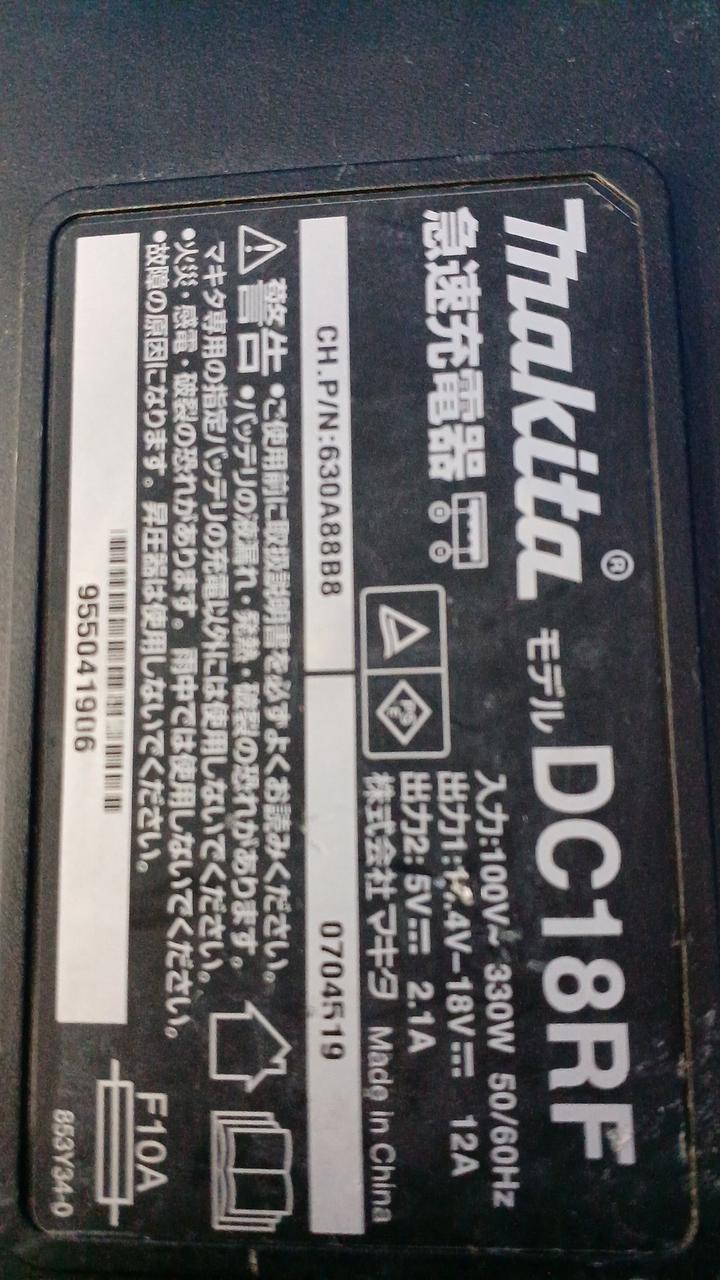 makita® モデル DC18RF
急速充電器
入力:100V~ 330W 50/60Hz
出力1:14.4V–18V⎓ 12A
出力2: 5V⎓ 2.1A
株式会社マキタ Made in China
CH.P/N:630A88B8 0704519
警告 •ご使用前に取扱説明書を必ずよくお読みください。
•バッテリの液漏れ・発熱・破裂の恐れがあります。
マキタ専用の指定バッテリの充電以外には使用しないでください。
•火災・感電・破裂の恐れがあります。雨中では使用しないでください。
•故障の原因になります。昇圧器は使用しないでください。
F10A
955041906
853V34-0